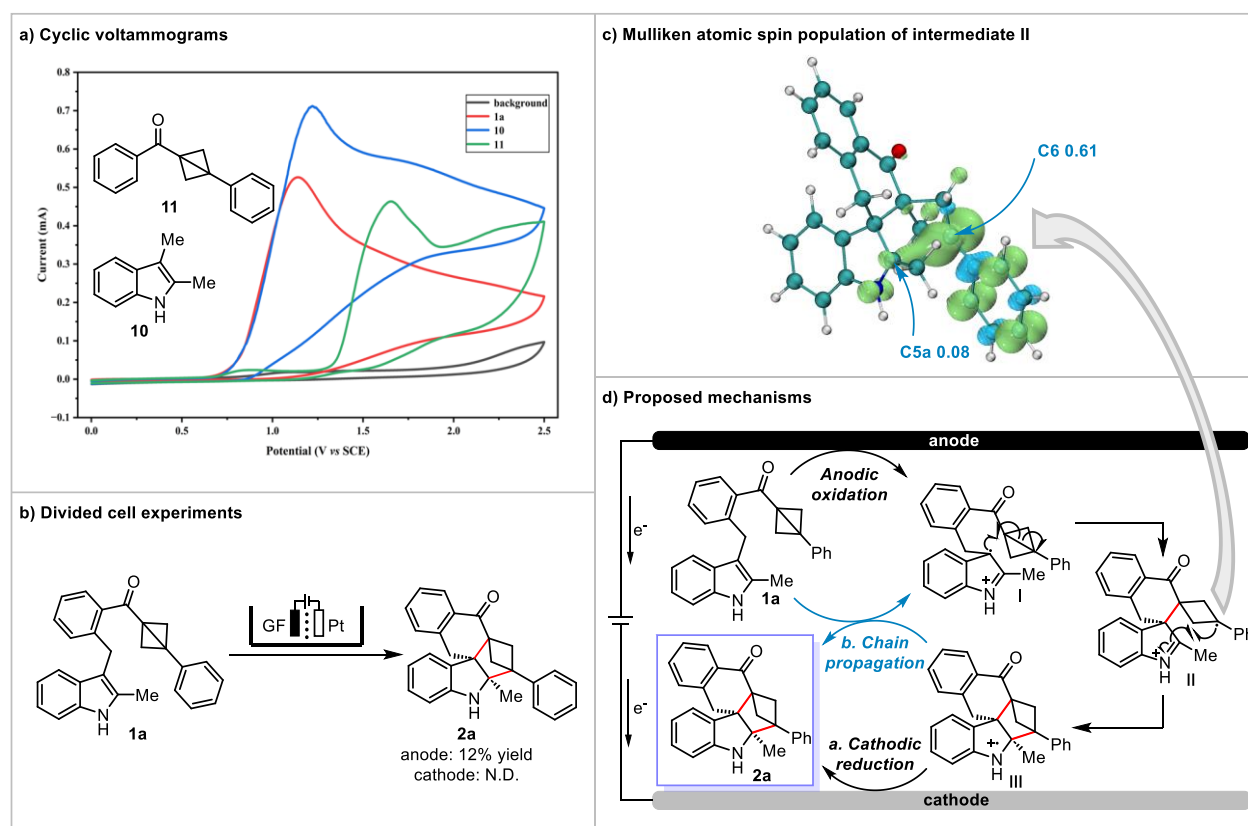 a) Cyclic voltammograms
0.8
0.7
0.6
0.5
0.4
0.3
0.2
0.1
0.0
−0.1
Current (mA)
0.0 0.5 1.0 1.5 2.0 2.5
Potential (V vs SCE)
background
1a
10
11
O
11
Me
Me
N
H
10
b) Divided cell experiments
O
Me
N
H
1a
GF Pt
O
Me
N
H
2a
anode: 12% yield
cathode: N.D.
c) Mulliken atomic spin population of intermediate II
C6 0.61
C5a 0.08
d) Proposed mechanisms
anode
e-
e-
O
Ph
Me
N
H
1a
Anodic
oxidation
O
Ph
Me
N
H
+
I
O
Ph
Me
NH
+
II
b. Chain
propagation
O
Ph
Me
N
H
2a
a. Cathodic
reduction
O
Ph
Me
N
H
+•
III
cathode